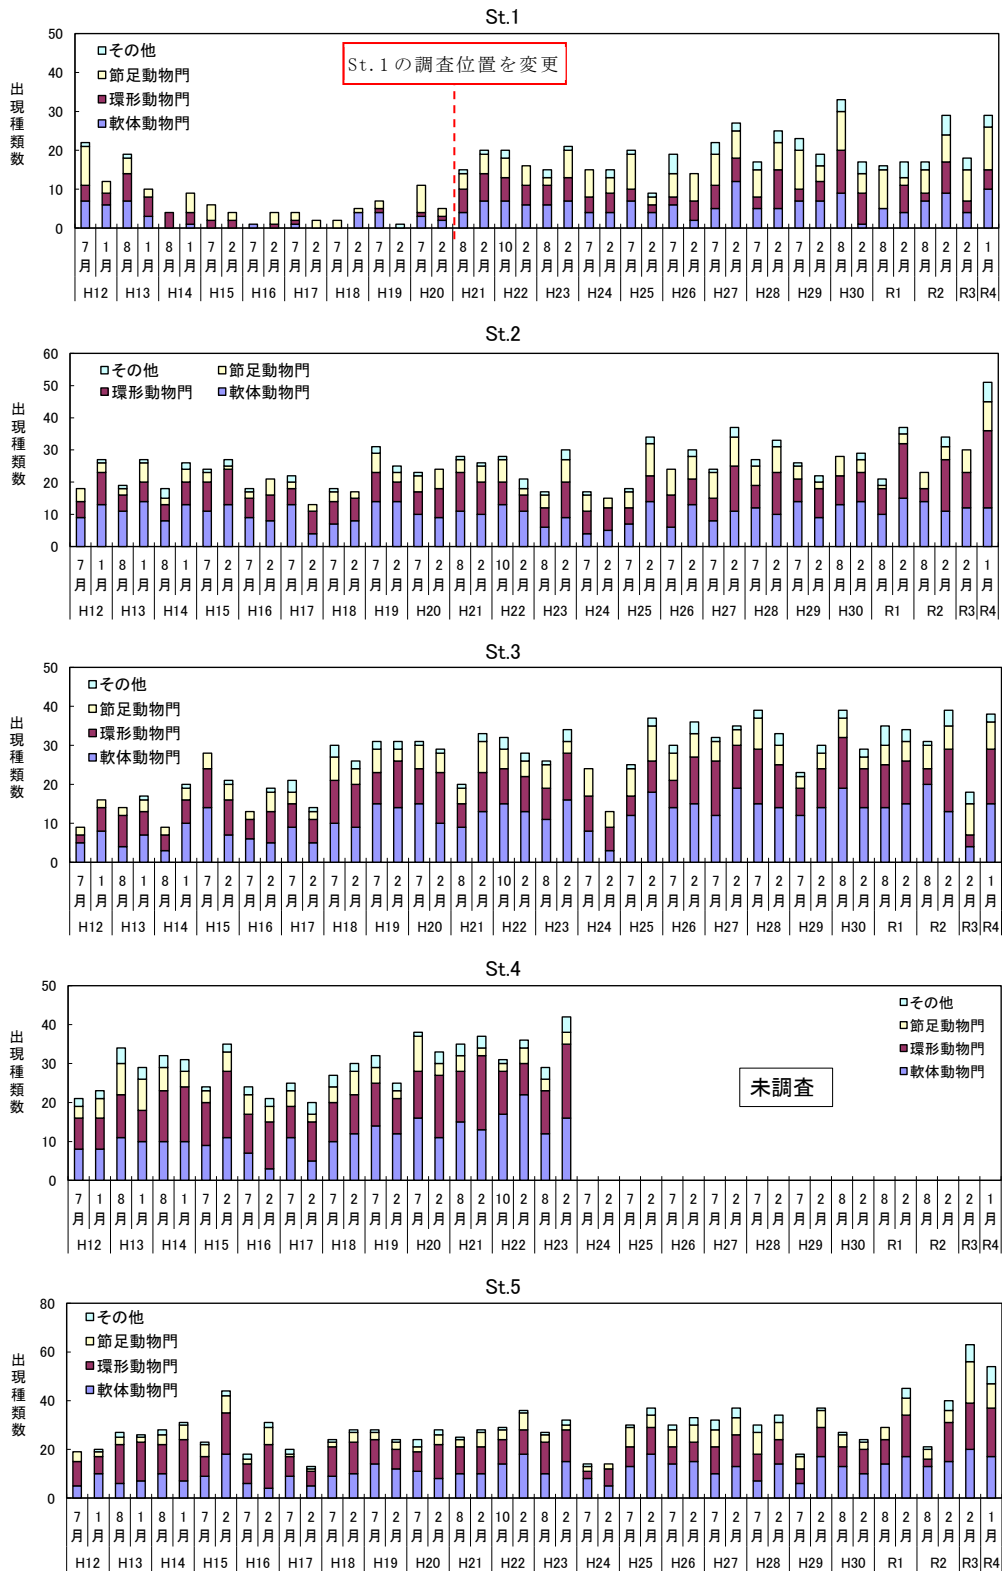 St.1
50
40
30
20
10
0
出現種類数
その他
節足動物門
環形動物門
軟体動物門
St.1の調査位置を変更
7月 1月 8月 1月 8月 1月 7月 2月 7月 2月 7月 2月 7月 2月 7月 2月 7月 2月 8月 2月 10月 2月 8月 2月 7月 2月 7月 2月 7月 2月 7月 2月 7月 2月 7月 2月 8月 2月 8月 2月 8月 2月 2月 1月
H12 H13 H14 H15 H16 H17 H18 H19 H20 H21 H22 H23 H24 H25 H26 H27 H28 H29 H30 R1 R2 R3 R4
St.2
60
50
40
30
20
10
0
出現種類数
その他 節足動物門
環形動物門 軟体動物門
7月 1月 8月 1月 8月 1月 7月 2月 7月 2月 7月 2月 7月 2月 7月 2月 7月 2月 8月 2月 10月 2月 8月 2月 7月 2月 7月 2月 7月 2月 7月 2月 7月 2月 7月 2月 8月 2月 8月 2月 8月 2月 2月 1月
H12 H13 H14 H15 H16 H17 H18 H19 H20 H21 H22 H23 H24 H25 H26 H27 H28 H29 H30 R1 R2 R3 R4
St.3
50
40
30
20
10
0
出現種類数
その他
節足動物門
環形動物門
軟体動物門
7月 1月 8月 1月 8月 1月 7月 2月 7月 2月 7月 2月 7月 2月 7月 2月 7月 2月 8月 2月 10月 2月 8月 2月 7月 2月 7月 2月 7月 2月 7月 2月 7月 2月 7月 2月 8月 2月 8月 2月 8月 2月 2月 1月
H12 H13 H14 H15 H16 H17 H18 H19 H20 H21 H22 H23 H24 H25 H26 H27 H28 H29 H30 R1 R2 R3 R4
St.4
50
40
30
20
10
0
出現種類数
その他
節足動物門
環形動物門
軟体動物門
未調査
7月 1月 8月 1月 8月 1月 7月 2月 7月 2月 7月 2月 7月 2月 7月 2月 7月 2月 8月 2月 10月 2月 8月 2月 7月 2月 7月 2月 7月 2月 7月 2月 7月 2月 7月 2月 8月 2月 8月 2月 8月 2月 2月 1月
H12 H13 H14 H15 H16 H17 H18 H19 H20 H21 H22 H23 H24 H25 H26 H27 H28 H29 H30 R1 R2 R3 R4
St.5
80
60
40
20
0
出現種類数
その他
節足動物門
環形動物門
軟体動物門
7月 1月 8月 1月 8月 1月 7月 2月 7月 2月 7月 2月 7月 2月 7月 2月 7月 2月 8月 2月 10月 2月 8月 2月 7月 2月 7月 2月 7月 2月 7月 2月 7月 2月 7月 2月 8月 2月 8月 2月 8月 2月 2月 1月
H12 H13 H14 H15 H16 H17 H18 H19 H20 H21 H22 H23 H24 H25 H26 H27 H28 H29 H30 R1 R2 R3 R4